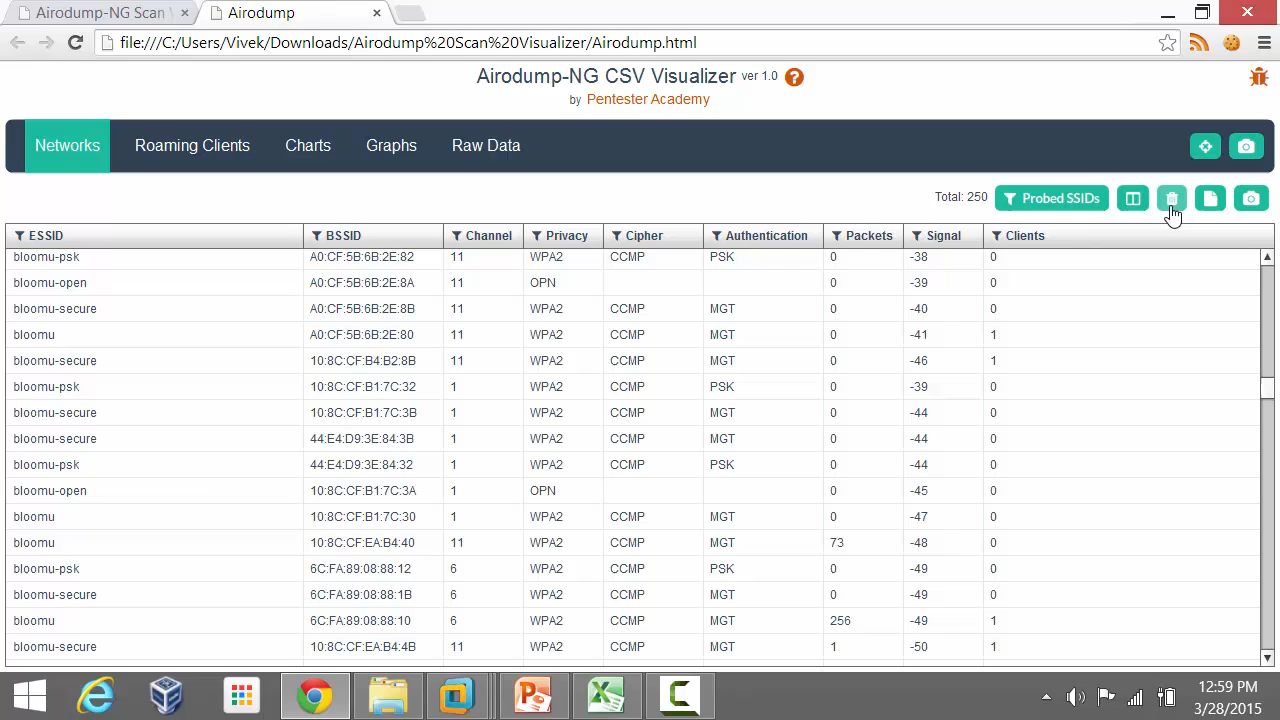 Airodump-NG Scan
Airodump
file:///C:/Users/Vivek/Downloads/Airodump%20Scan%20Visualizer/Airodump.html
Airodump-NG CSV Visualizer ver 1.0 ?
by Pentester Academy
Networks Roaming Clients Charts Graphs Raw Data
Total: 250 Probed SSIDs
ESSID BSSID Channel Privacy Cipher Authentication Packets Signal Clients
bloomu-psk A0:CF:5B:6B:2E:82 11 WPA2 CCMP PSK 0 -38 0
bloomu-open A0:CF:5B:6B:2E:8A 11 OPN 0 -39 0
bloomu-secure A0:CF:5B:6B:2E:8B 11 WPA2 CCMP MGT 0 -40 0
bloomu A0:CF:5B:6B:2E:80 11 WPA2 CCMP MGT 0 -41 1
bloomu-secure 10:8C:CF:B4:B2:8B 11 WPA2 CCMP MGT 0 -46 1
bloomu-psk 10:8C:CF:B1:7C:32 1 WPA2 CCMP PSK 0 -39 0
bloomu-secure 10:8C:CF:B1:7C:3B 1 WPA2 CCMP MGT 0 -44 0
bloomu-secure 44:E4:D9:3E:84:3B 1 WPA2 CCMP MGT 0 -44 0
bloomu-psk 44:E4:D9:3E:84:32 1 WPA2 CCMP PSK 0 -44 0
bloomu-open 10:8C:CF:B1:7C:3A 1 OPN 0 -45 0
bloomu 10:8C:CF:B1:7C:30 1 WPA2 CCMP MGT 0 -47 0
bloomu 10:8C:CF:EA:B4:40 11 WPA2 CCMP MGT 73 -48 0
bloomu-psk 6C:FA:89:08:88:12 6 WPA2 CCMP PSK 0 -49 0
bloomu-secure 6C:FA:89:08:88:1B 6 WPA2 CCMP MGT 0 -49 0
bloomu 6C:FA:89:08:88:10 6 WPA2 CCMP MGT 256 -49 1
bloomu-secure 10:8C:CF:EA:B4:4B 11 WPA2 CCMP MGT 1 -50 1
12:59 PM
3/28/2015